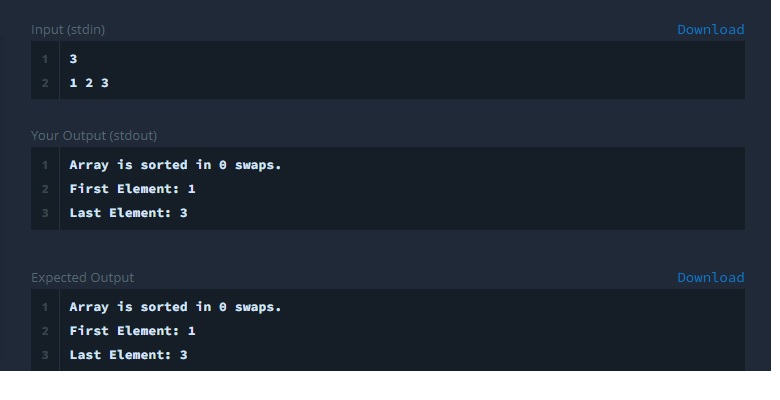 Input (stdin) Download
1 3
2 1 2 3
Your Output (stdout)
1 Array is sorted in 0 swaps.
2 First Element: 1
3 Last Element: 3
Expected Output Download
1 Array is sorted in 0 swaps.
2 First Element: 1
3 Last Element: 3